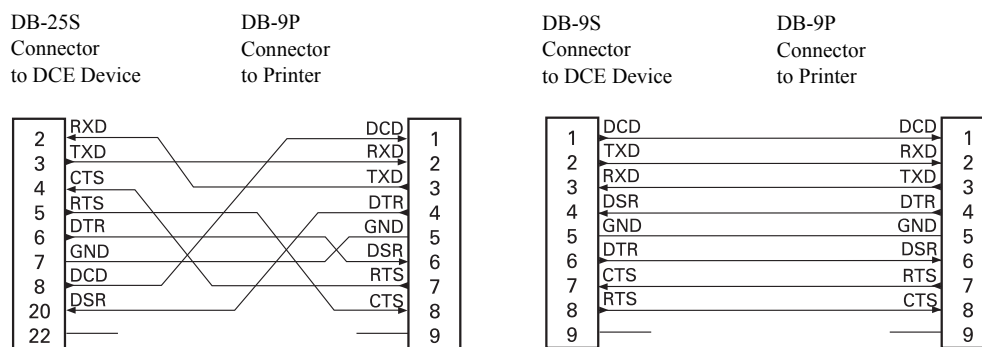 DB-25S
Connector
to DCE Device
DB-9P
Connector
to Printer
2 RXD DCD 1
3 TXD RXD 2
4 CTS TXD 3
5 RTS DTR 4
6 DTR GND 5
7 GND DSR 6
8 DCD RTS 7
20 DSR CTS 8
22 9
DB-9S
Connector
to DCE Device
DB-9P
Connector
to Printer
1 DCD DCD 1
2 TXD RXD 2
3 RXD TXD 3
4 DSR DTR 4
5 GND GND 5
6 DTR DSR 6
7 CTS RTS 7
8 RTS CTS 8
9 9